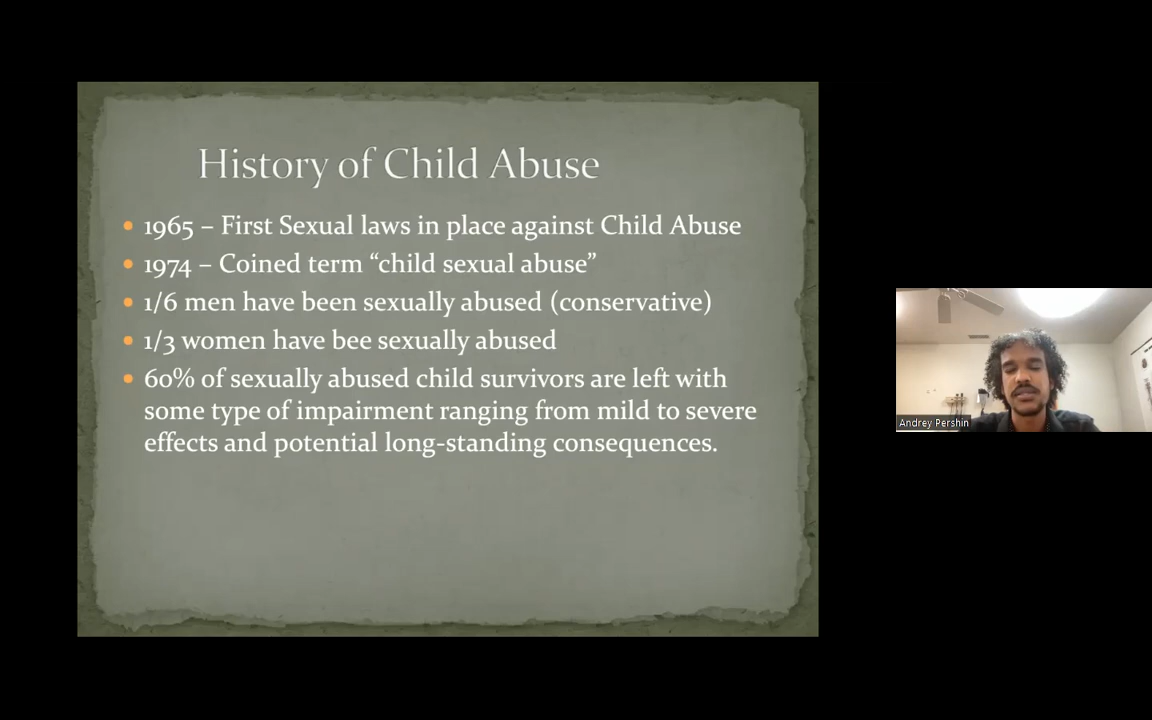 History of Child Abuse
1965 – First Sexual laws in place against Child Abuse
1974 – Coined term “child sexual abuse”
1/6 men have been sexually abused (conservative)
1/3 women have bee sexually abused
60% of sexually abused child survivors are left with
some type of impairment ranging from mild to severe
effects and potential long-standing consequences.
Andrey Pershin